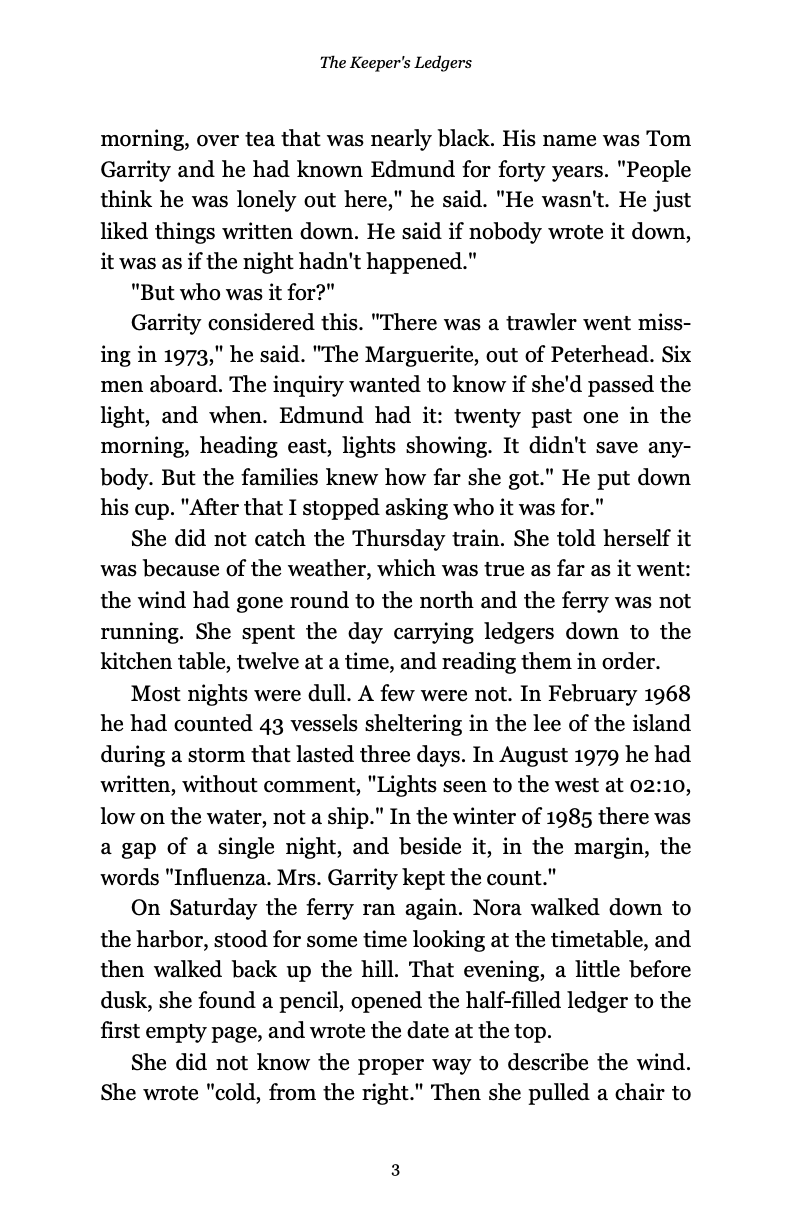 The Keeper's Ledgers
morning, over tea that was nearly black. His name was Tom
Garrity and he had known Edmund for forty years. "People
think he was lonely out here," he said. "He wasn't. He just
liked things written down. He said if nobody wrote it down,
it was as if the night hadn't happened."
"But who was it for?"
Garrity considered this. "There was a trawler went miss-
ing in 1973," he said. "The Marguerite, out of Peterhead. Six
men aboard. The inquiry wanted to know if she'd passed the
light, and when. Edmund had it: twenty past one in the
morning, heading east, lights showing. It didn't save any-
body. But the families knew how far she got." He put down
his cup. "After that I stopped asking who it was for."
She did not catch the Thursday train. She told herself it
was because of the weather, which was true as far as it went:
the wind had gone round to the north and the ferry was not
running. She spent the day carrying ledgers down to the
kitchen table, twelve at a time, and reading them in order.
Most nights were dull. A few were not. In February 1968
he had counted 43 vessels sheltering in the lee of the island
during a storm that lasted three days. In August 1979 he had
written, without comment, "Lights seen to the west at 02:10,
low on the water, not a ship." In the winter of 1985 there was
a gap of a single night, and beside it, in the margin, the
words "Influenza. Mrs. Garrity kept the count."
On Saturday the ferry ran again. Nora walked down to
the harbor, stood for some time looking at the timetable, and
then walked back up the hill. That evening, a little before
dusk, she found a pencil, opened the half-filled ledger to the
first empty page, and wrote the date at the top.
She did not know the proper way to describe the wind.
She wrote "cold, from the right." Then she pulled a chair to
3